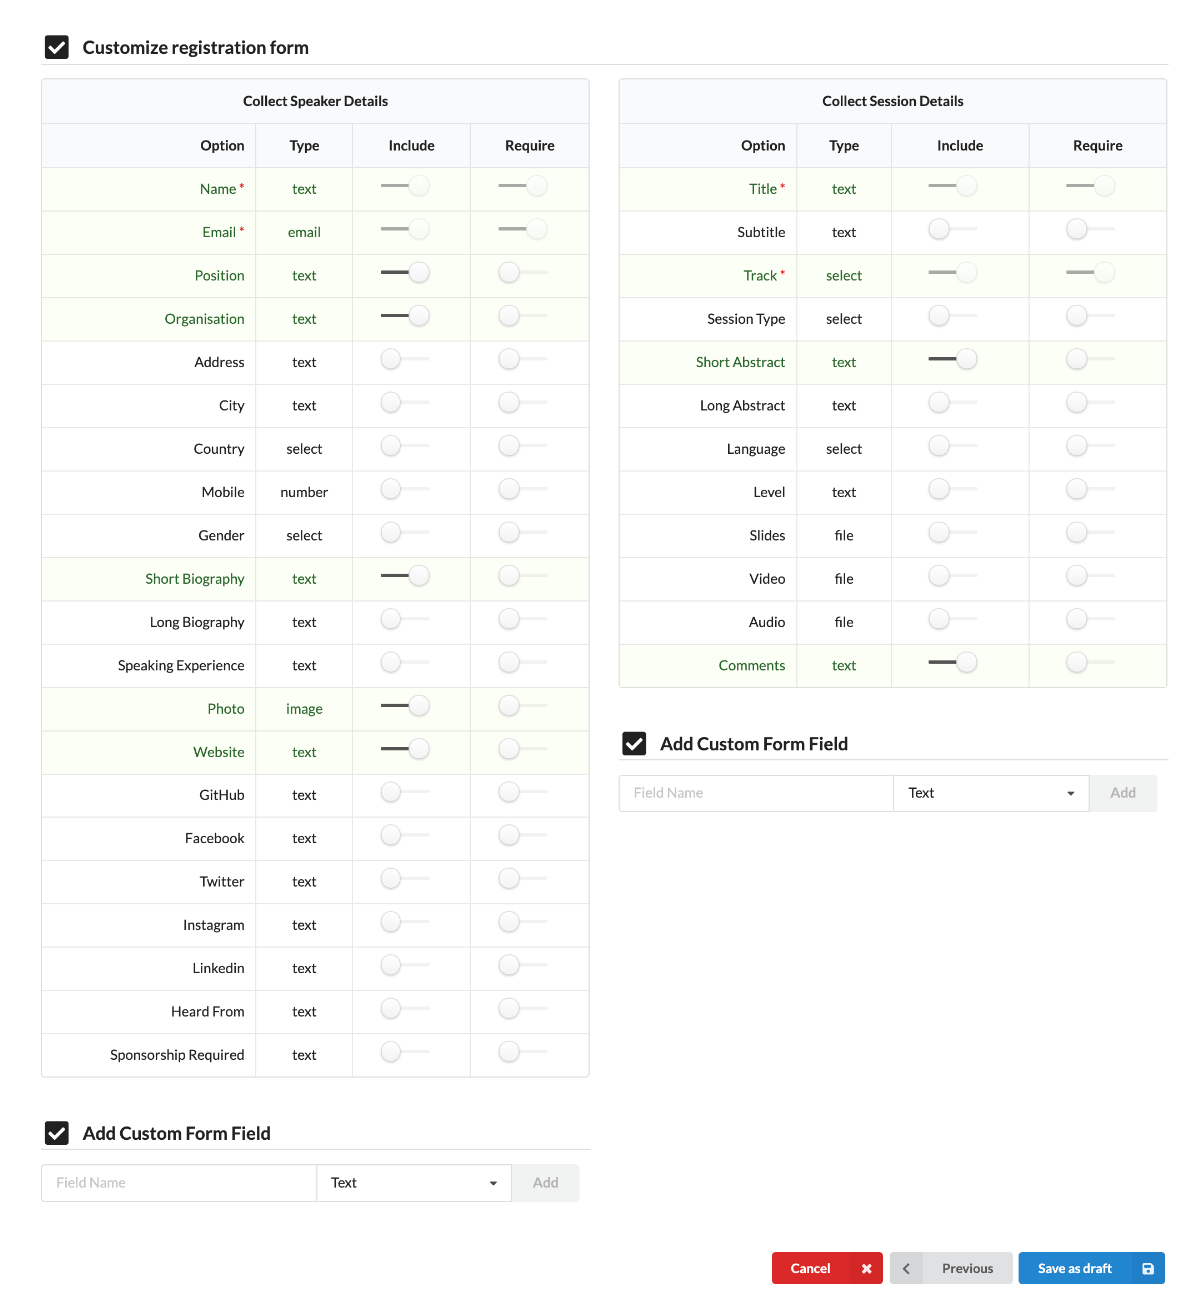 Customize registration form
Collect Speaker Details
Option Type Include Require
Name * text
Email * email
Position text
Organisation text
Address text
City text
Country select
Mobile number
Gender select
Short Biography text
Long Biography text
Speaking Experience text
Photo image
Website text
GitHub text
Facebook text
Twitter text
Instagram text
Linkedin text
Heard From text
Sponsorship Required text
Add Custom Form Field
Field Name Text Add
Collect Session Details
Option Type Include Require
Title * text
Subtitle text
Track * select
Session Type select
Short Abstract text
Long Abstract text
Language select
Level text
Slides file
Video file
Audio file
Comments text
Add Custom Form Field
Field Name Text Add
Cancel Previous Save as draft